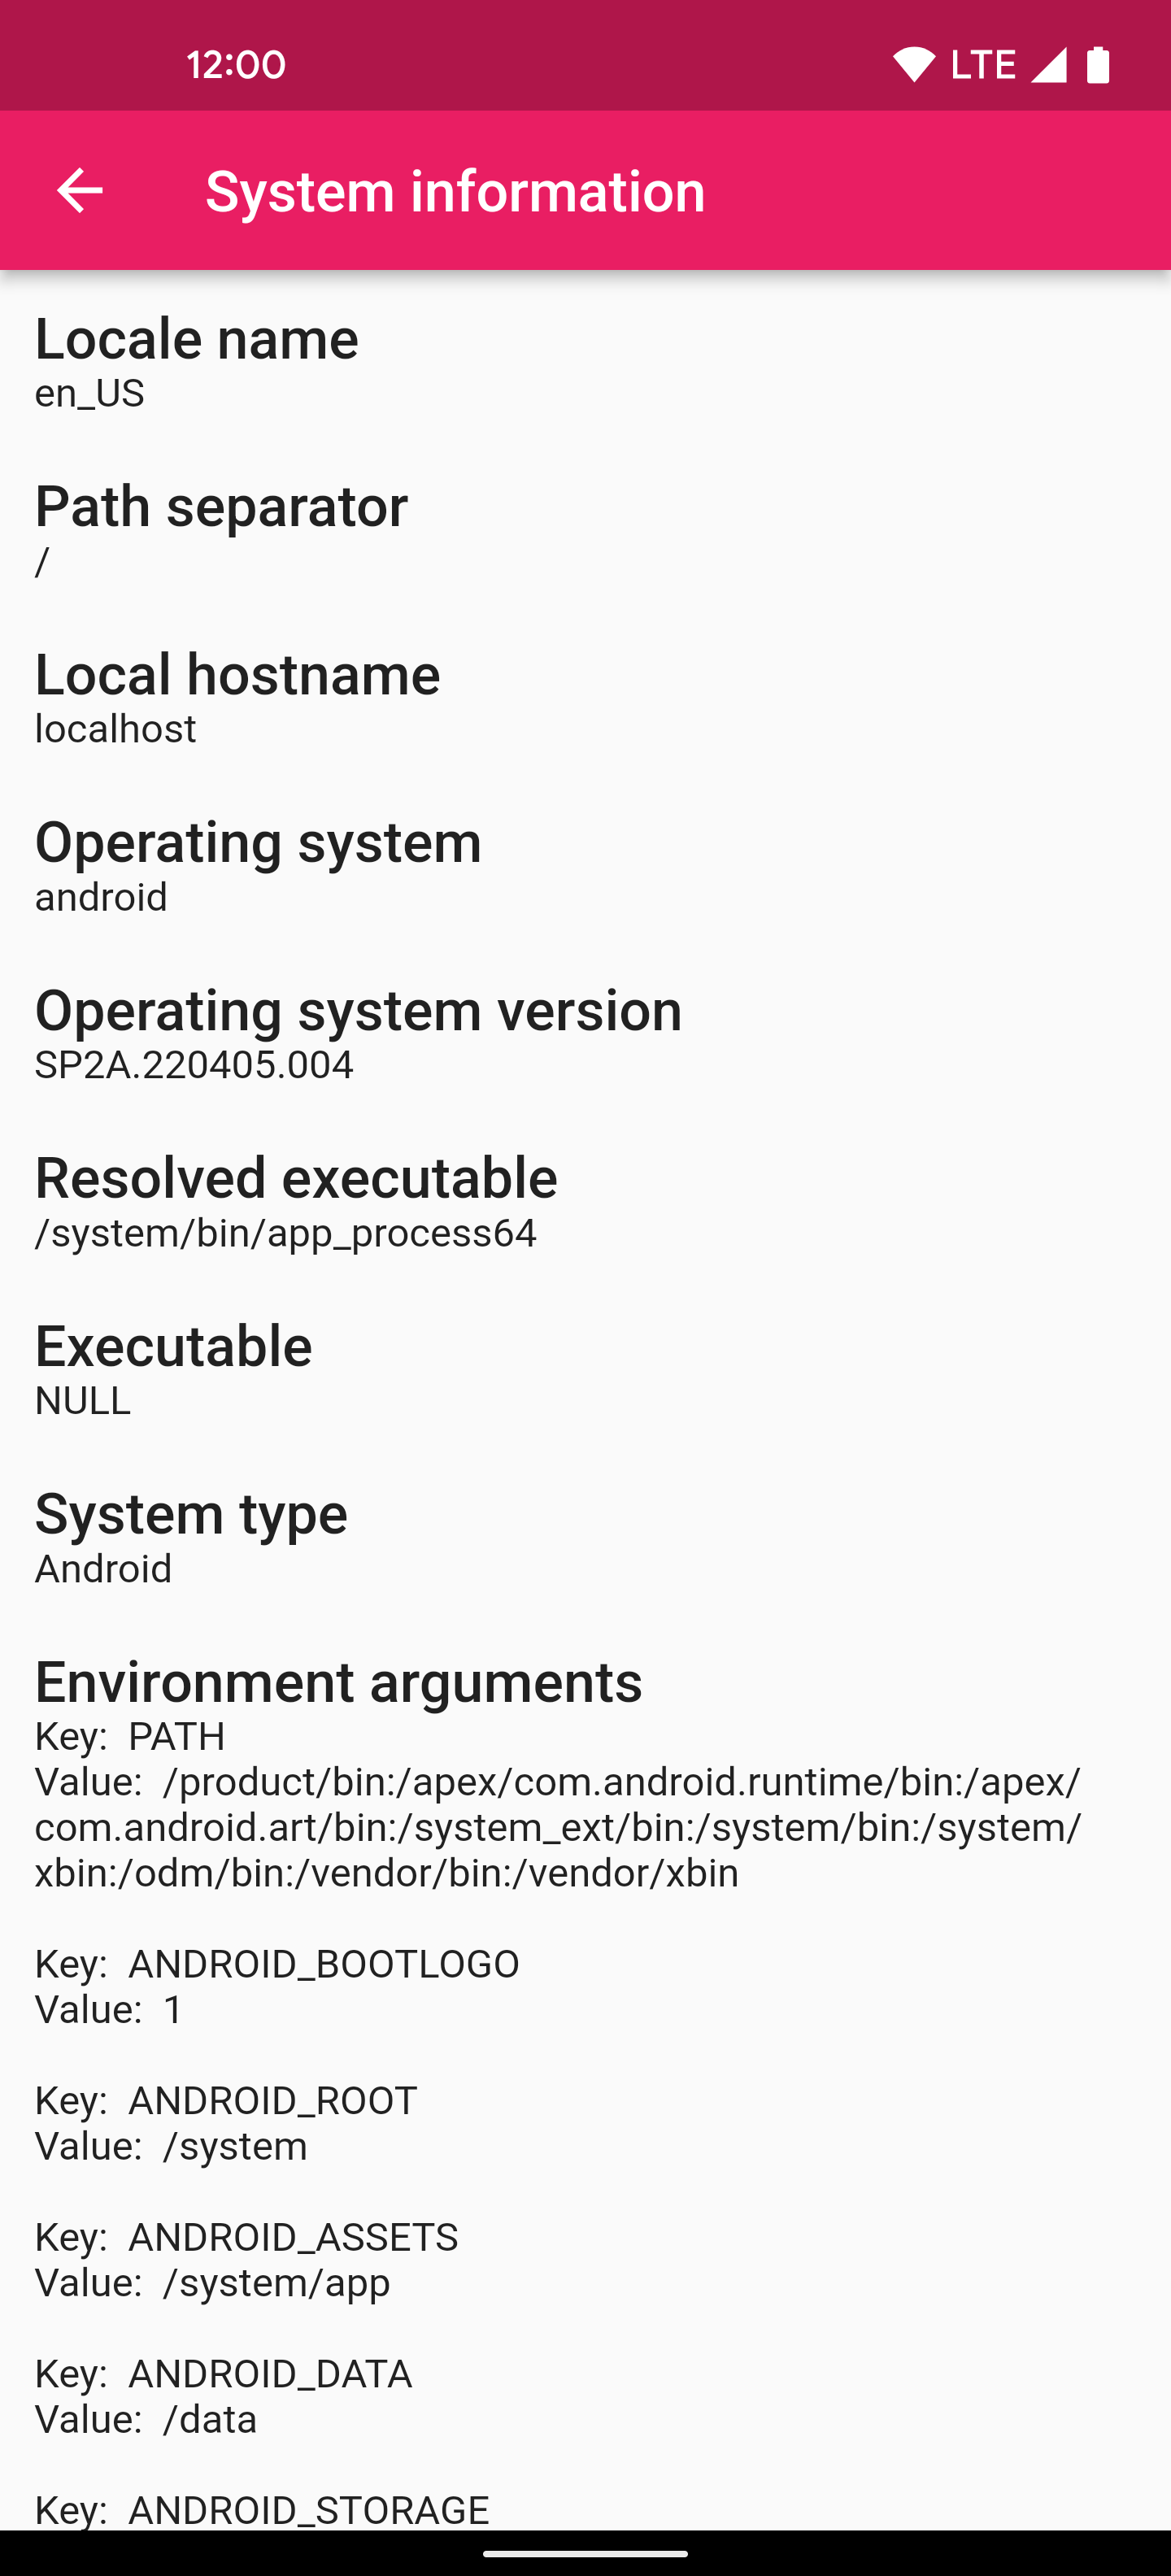 12:00
LTE
System information
Locale name
en_US
Path separator
/
Local hostname
localhost
Operating system
android
Operating system version
SP2A.220405.004
Resolved executable
/system/bin/app_process64
Executable
NULL
System type
Android
Environment arguments
Key:  PATH
Value:  /product/bin:/apex/com.android.runtime/bin:/apex/
com.android.art/bin:/system_ext/bin:/system/bin:/system/
xbin:/odm/bin:/vendor/bin:/vendor/xbin
Key:  ANDROID_BOOTLOGO
Value:  1
Key:  ANDROID_ROOT
Value:  /system
Key:  ANDROID_ASSETS
Value:  /system/app
Key:  ANDROID_DATA
Value:  /data
Key:  ANDROID_STORAGE